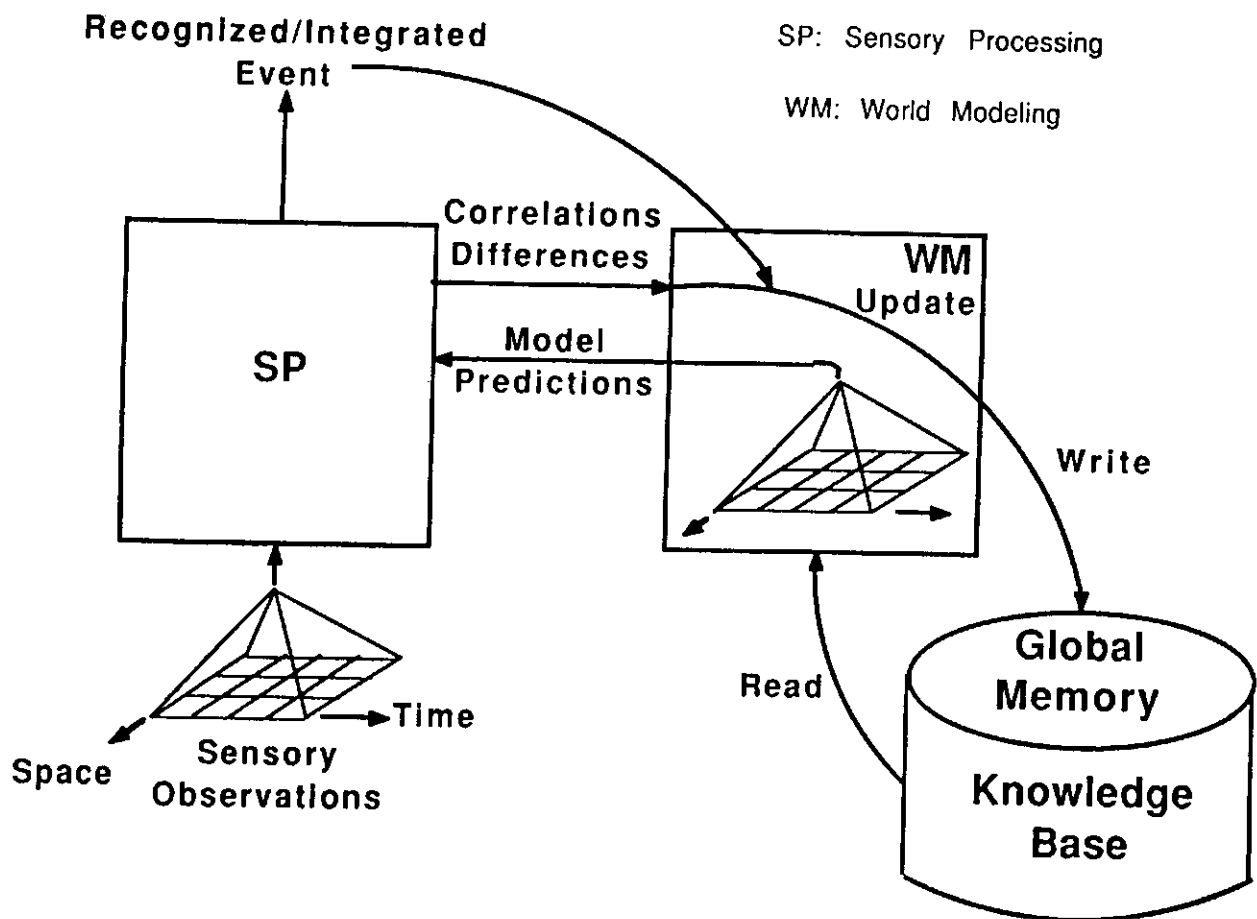 Recognized/Integrated
Event
SP: Sensory Processing
WM: World Modeling
Correlations
Differences
WM
Update
SP
Model
Predictions
Write
Read
Time
Space
Sensory
Observations
Global
Memory
Knowledge
Base